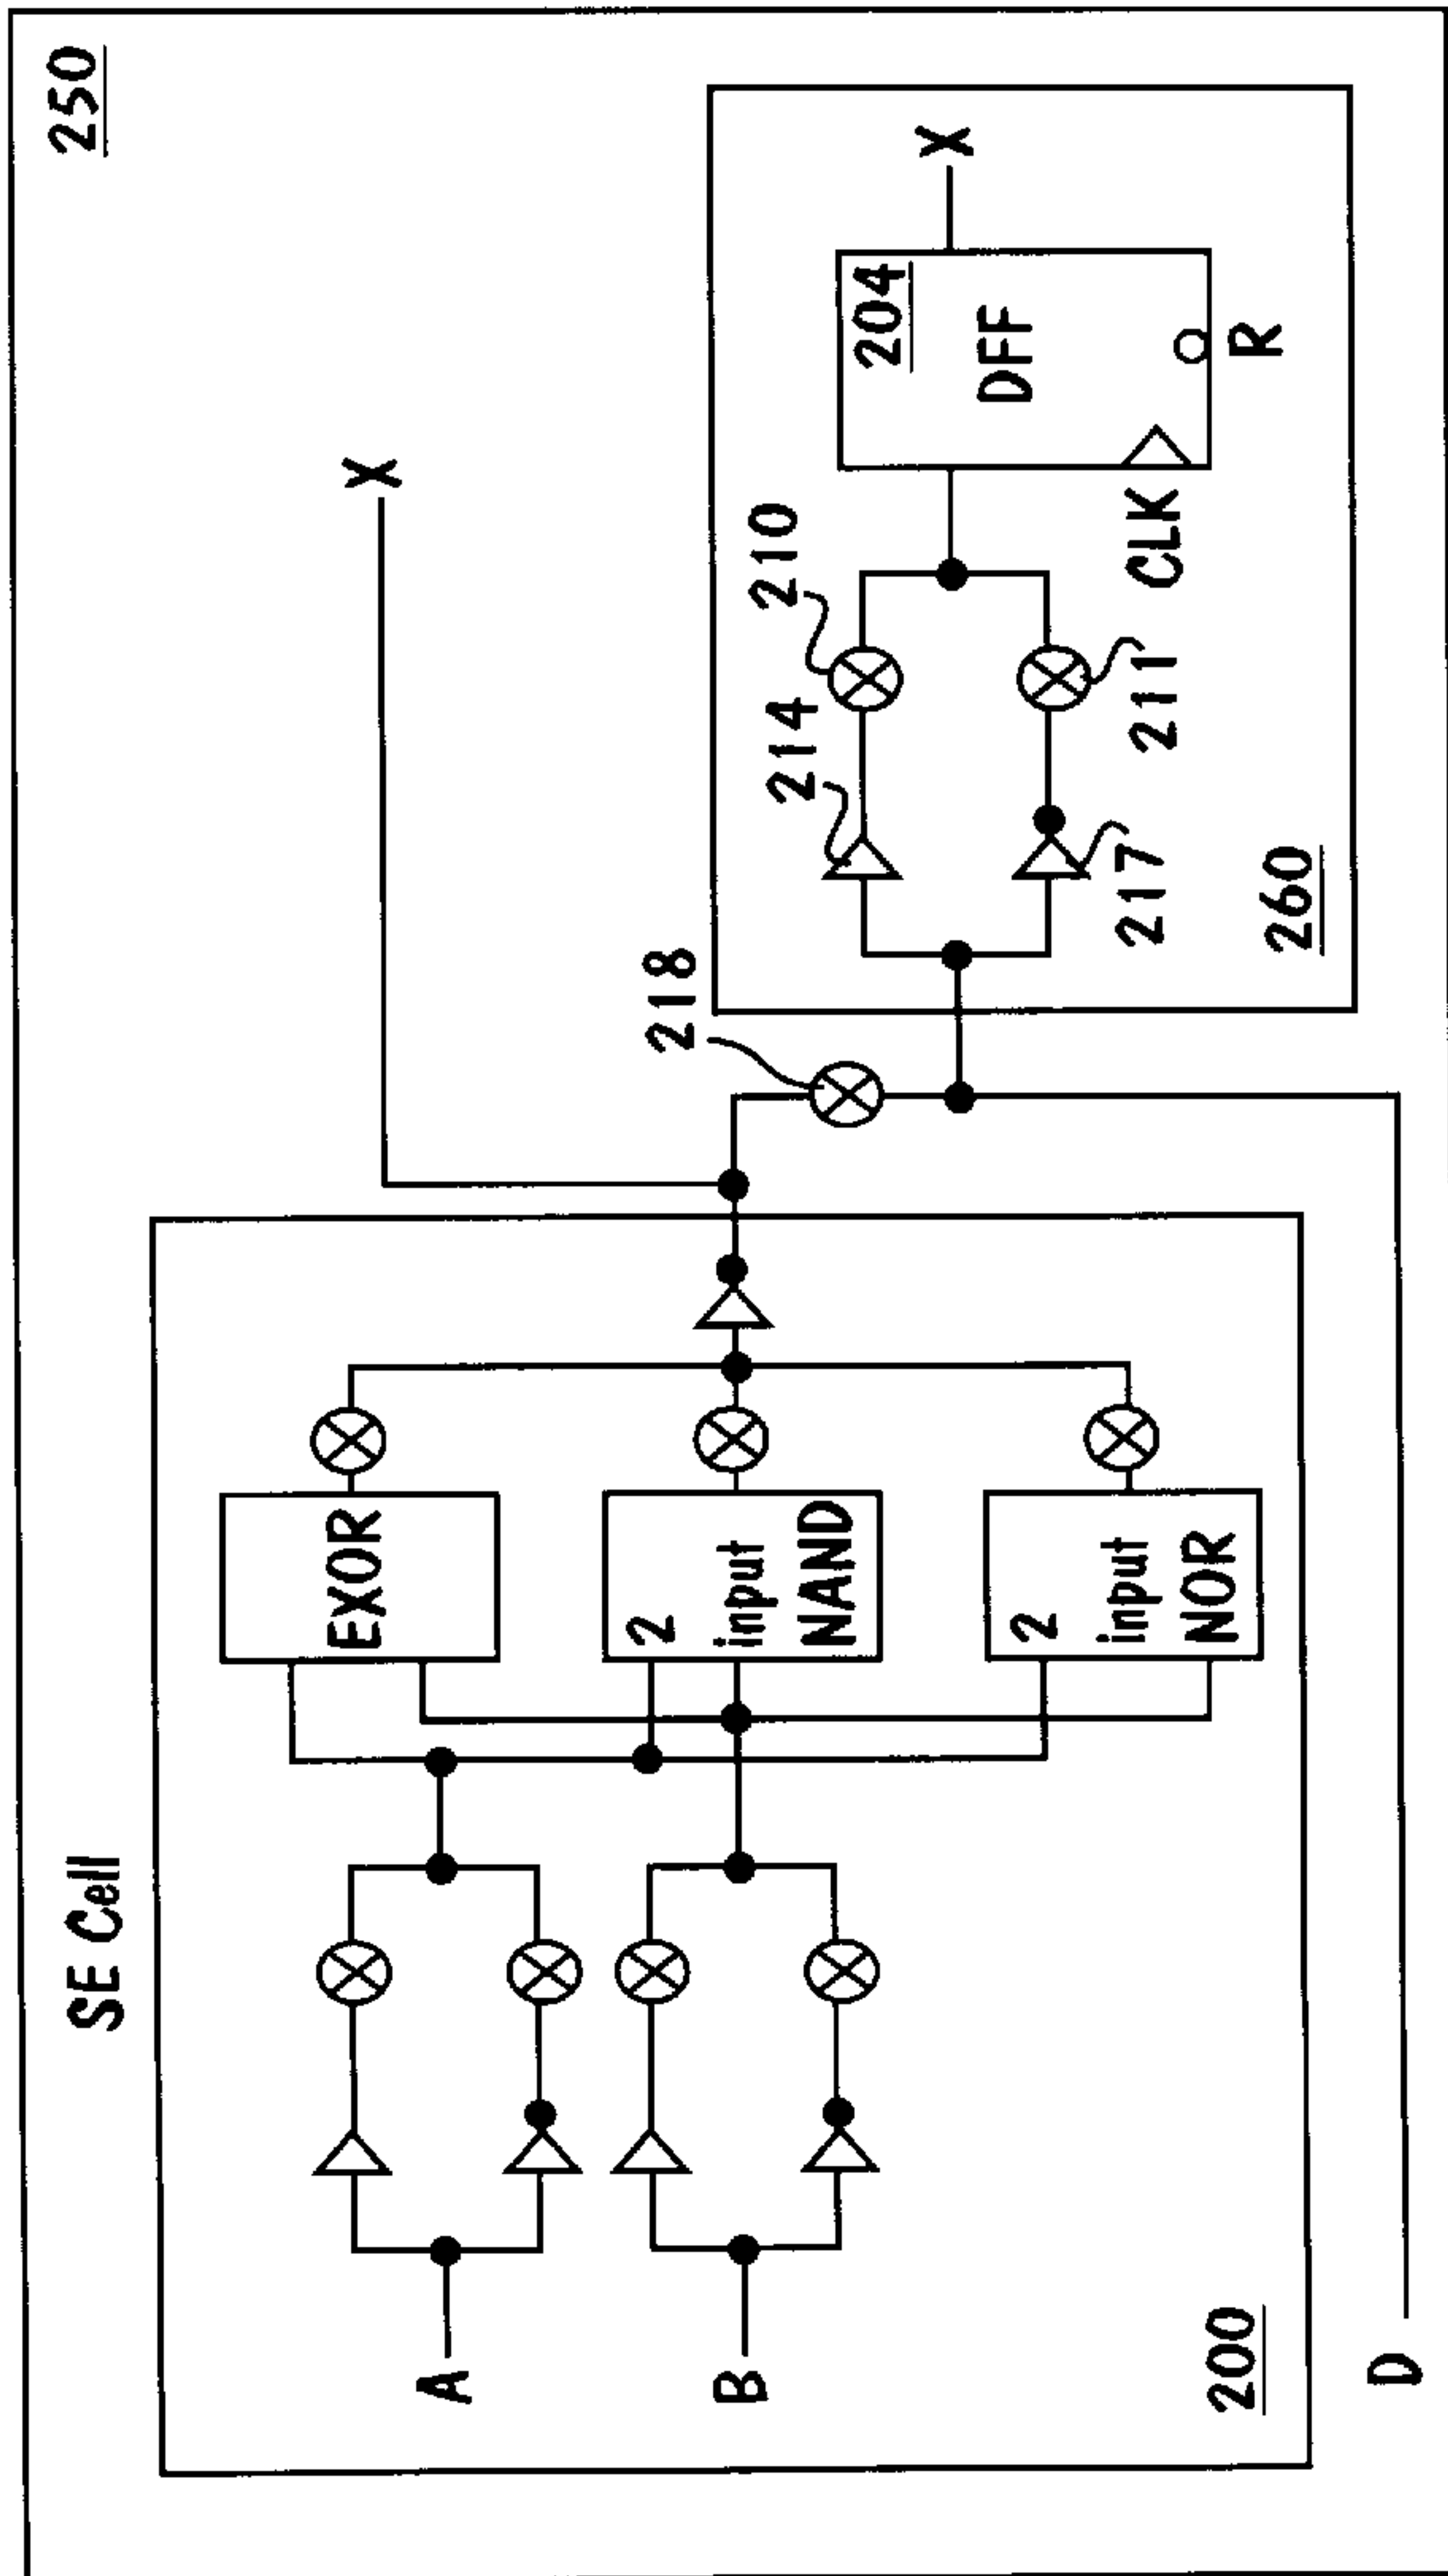 250
SE Cell
X
218
214
210
204
DFF
X
R
CLK
217
211
260
EXOR
2
input
NAND
2
input
NOR
A
B
200
D